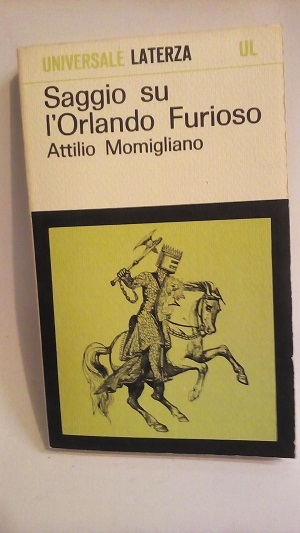 UNIVERSALE LATERZA UL
Saggio su
l'Orlando Furioso
Attilio Momigliano